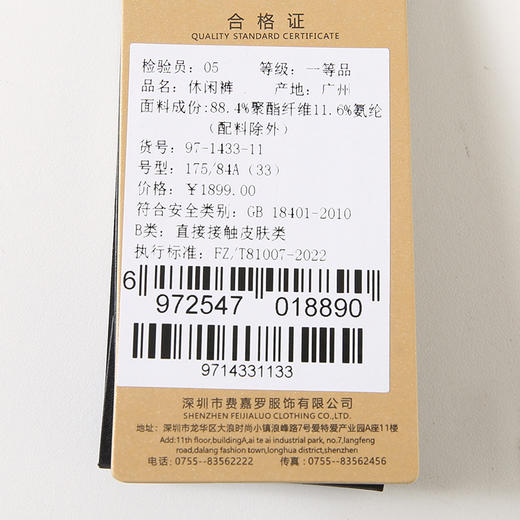 合格证
QUALITY STANDARD CERTIFICATE
检验员: 05 等级: 一等品
品名: 休闲裤 产地: 广州
面料成份:88.4%聚酯纤维11.6%氨纶
(配料除外)
货号: 97-1433-11
号型: 175/84A (33)
价格: ￥1899.00
符合安全类别: GB 18401-2010
B类: 直接接触皮肤类
执行标准: FZ/T81007-2022
6 972547 018890
9714331133
深圳市费嘉罗服饰有限公司
SHENZHEN FEIJIALUO CLOTHING CO.,LTD
地址:深圳市龙华区大浪时尚小镇浪峰路7号爱特爱产业园A座11楼
Add:11th floor,buildingA,ai te ai industrial park, no.7,langfeng
road,dalang fashion town,longhua district,shenzhen
电话:0755--83562222 传真:0755--83562456